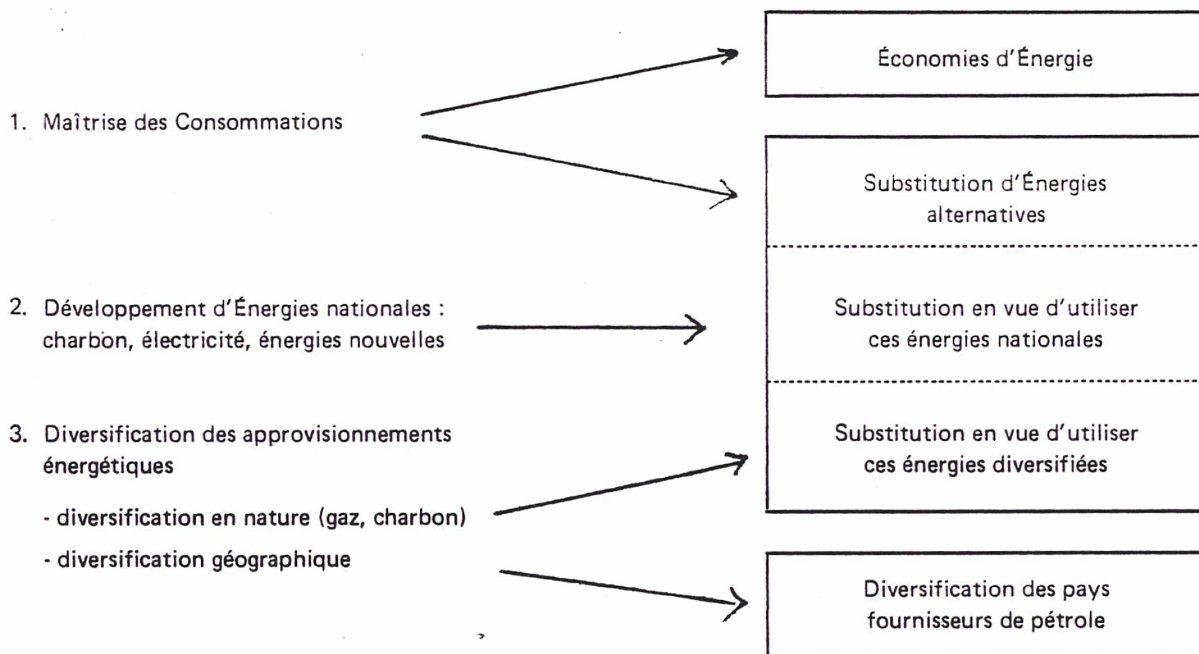 1. Maîtrise des Consommations
2. Développement d'Énergies nationales :
charbon, électricité, énergies nouvelles
3. Diversification des approvisionnements
énergétiques
- diversification en nature (gaz, charbon)
- diversification géographique
Économies d'Énergie
Substitution d'Énergies
alternatives
Substitution en vue d'utiliser
ces énergies nationales
Substitution en vue d'utiliser
ces énergies diversifiées
Diversification des pays
fournisseurs de pétrole